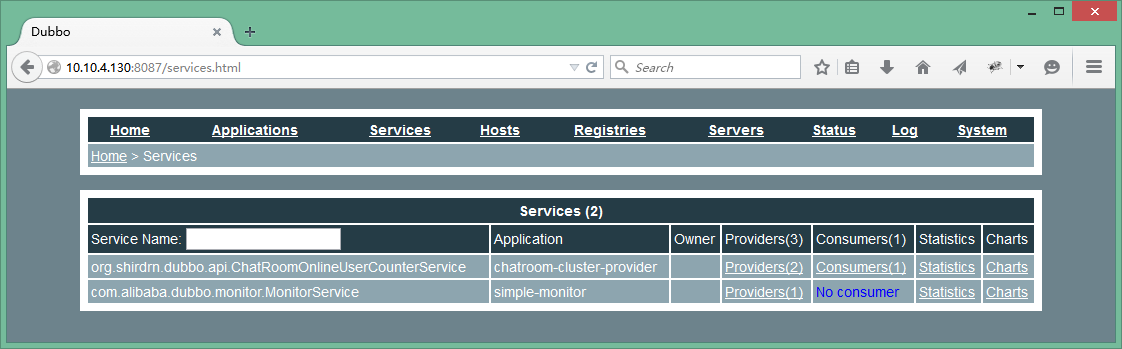 Dubbo
10.10.4.130:8087/services.html
Search
Home Applications Services Hosts Registries Servers Status Log System
Home > Services
Services (2)
Service Name: Application Owner Providers(3) Consumers(1) Statistics Charts
org.shirdrn.dubbo.api.ChatRoomOnlineUserCounterService chatroom-cluster-provider Providers(2) Consumers(1) Statistics Charts
com.alibaba.dubbo.monitor.MonitorService simple-monitor Providers(1) No consumer Statistics Charts